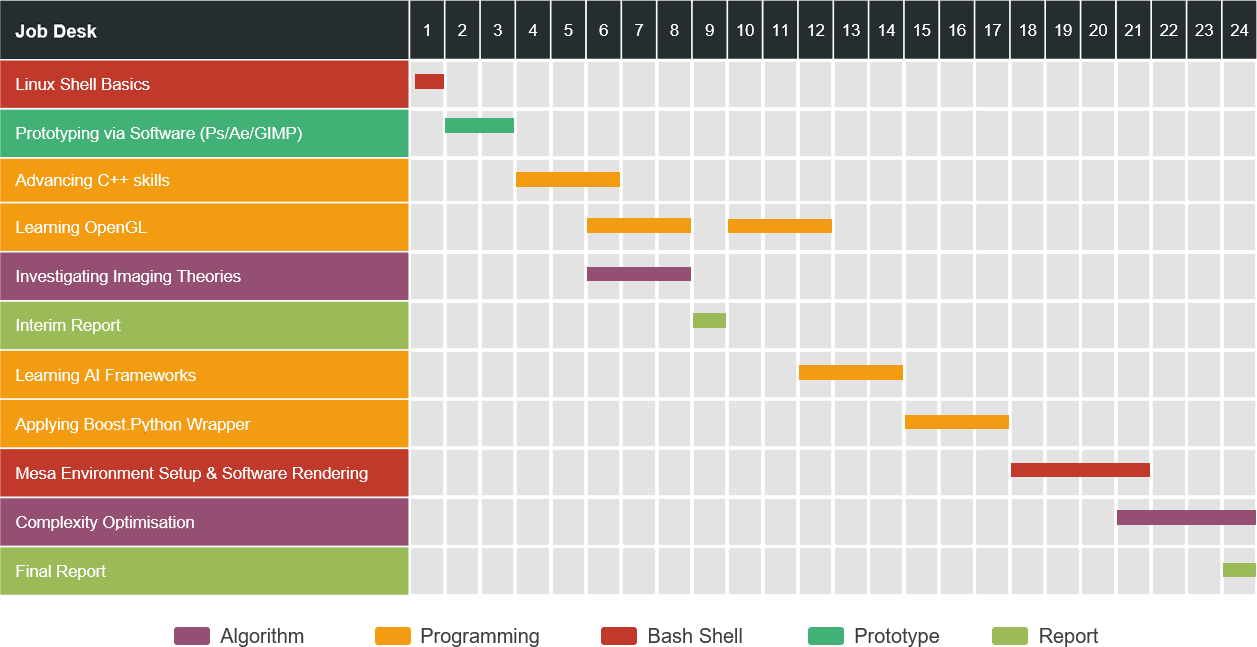 Job Desk 1 2 3 4 5 6 7 8 9 10 11 12 13 14 15 16 17 18 19 20 21 22 23 24
Linux Shell Basics
Prototyping via Software (Ps/Ae/GIMP)
Advancing C++ skills
Learning OpenGL
Investigating Imaging Theories
Interim Report
Learning AI Frameworks
Applying Boost.Python Wrapper
Mesa Environment Setup & Software Rendering
Complexity Optimisation
Final Report
Algorithm Programming Bash Shell Prototype Report